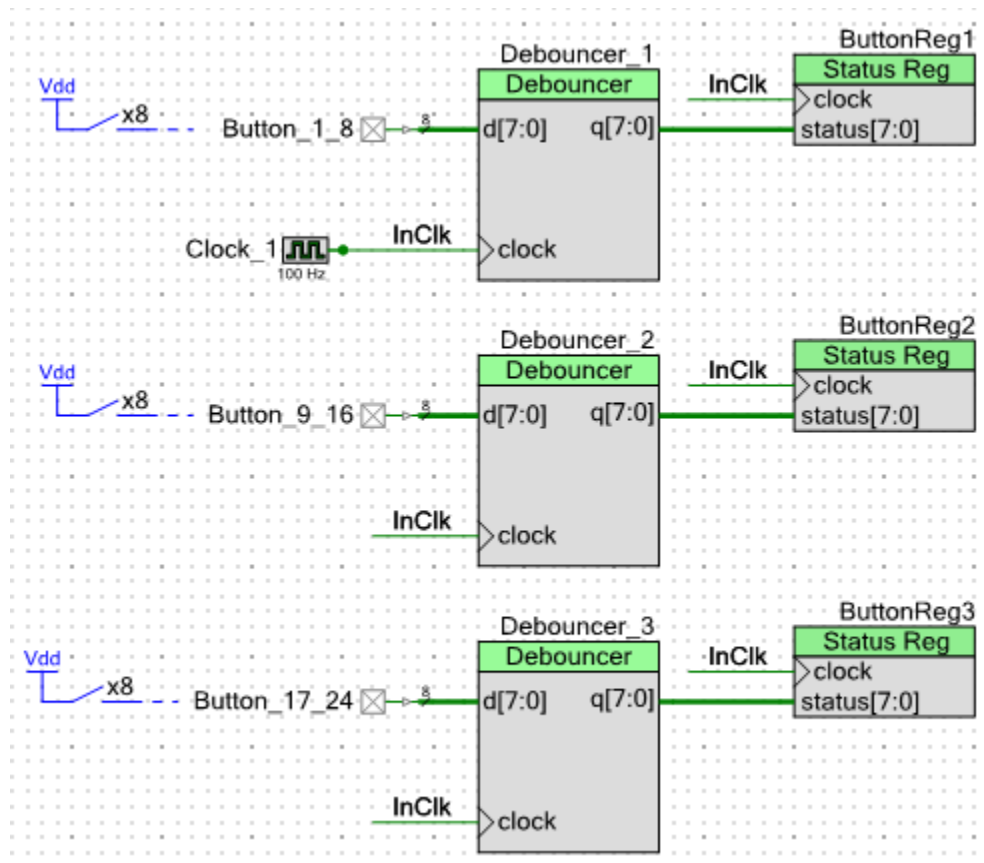 Debouncer_1
ButtonReg1
Vdd
Debouncer
InClk
Status Reg
x8
clock
Button_1_8
8
d[7:0]
q[7:0]
status[7:0]
Clock_1
InClk
clock
100 Hz
Debouncer_2
ButtonReg2
Vdd
Debouncer
InClk
Status Reg
x8
clock
Button_9_16
8
d[7:0]
q[7:0]
status[7:0]
InClk
clock
Debouncer_3
ButtonReg3
Vdd
Debouncer
InClk
Status Reg
x8
clock
Button_17_24
8
d[7:0]
q[7:0]
status[7:0]
InClk
clock